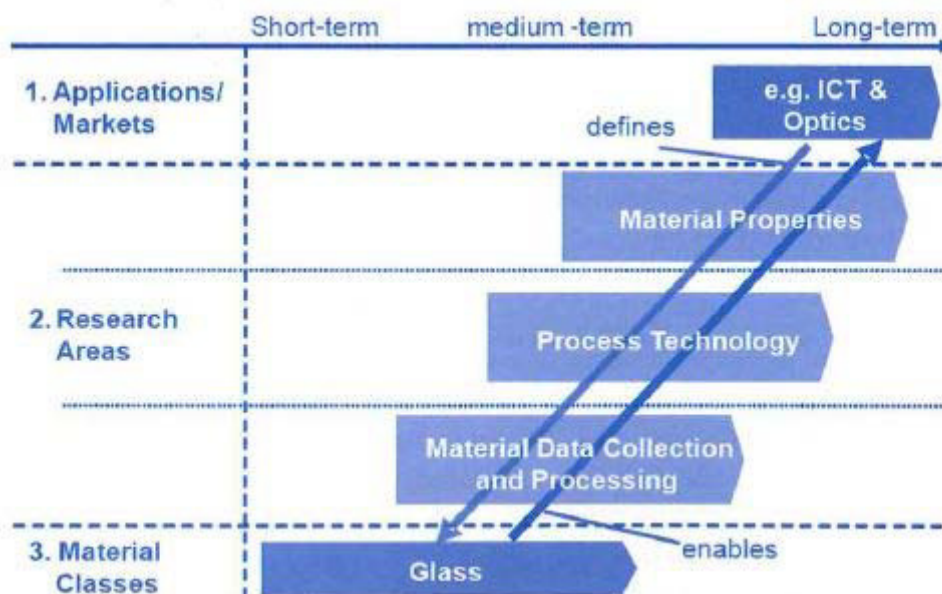 Short-term medium -term Long-term
1. Applications/
Markets
e.g. ICT &
Optics
defines
Material Properties
2. Research
Areas
Process Technology
Material Data Collection
and Processing
3. Material
Classes
Glass
enables